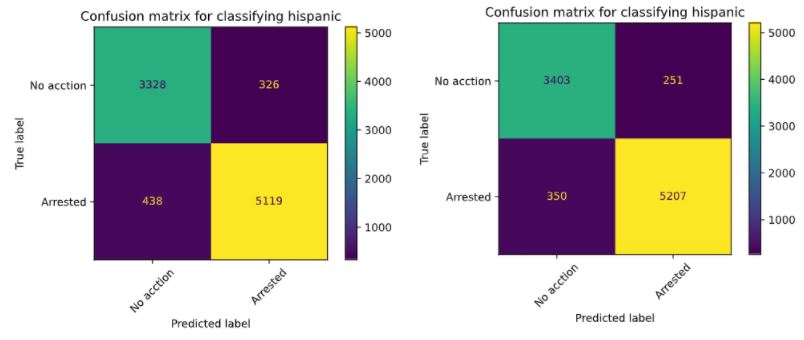 Confusion matrix for classifying hispanic
No acction
3328
326
Arrested
438
5119
No acction
Arrested
True label
Predicted label
5000
4000
3000
2000
1000
Confusion matrix for classifying hispanic
No acction
3403
251
Arrested
350
5207
No acction
Arrested
True label
Predicted label
5000
4000
3000
2000
1000